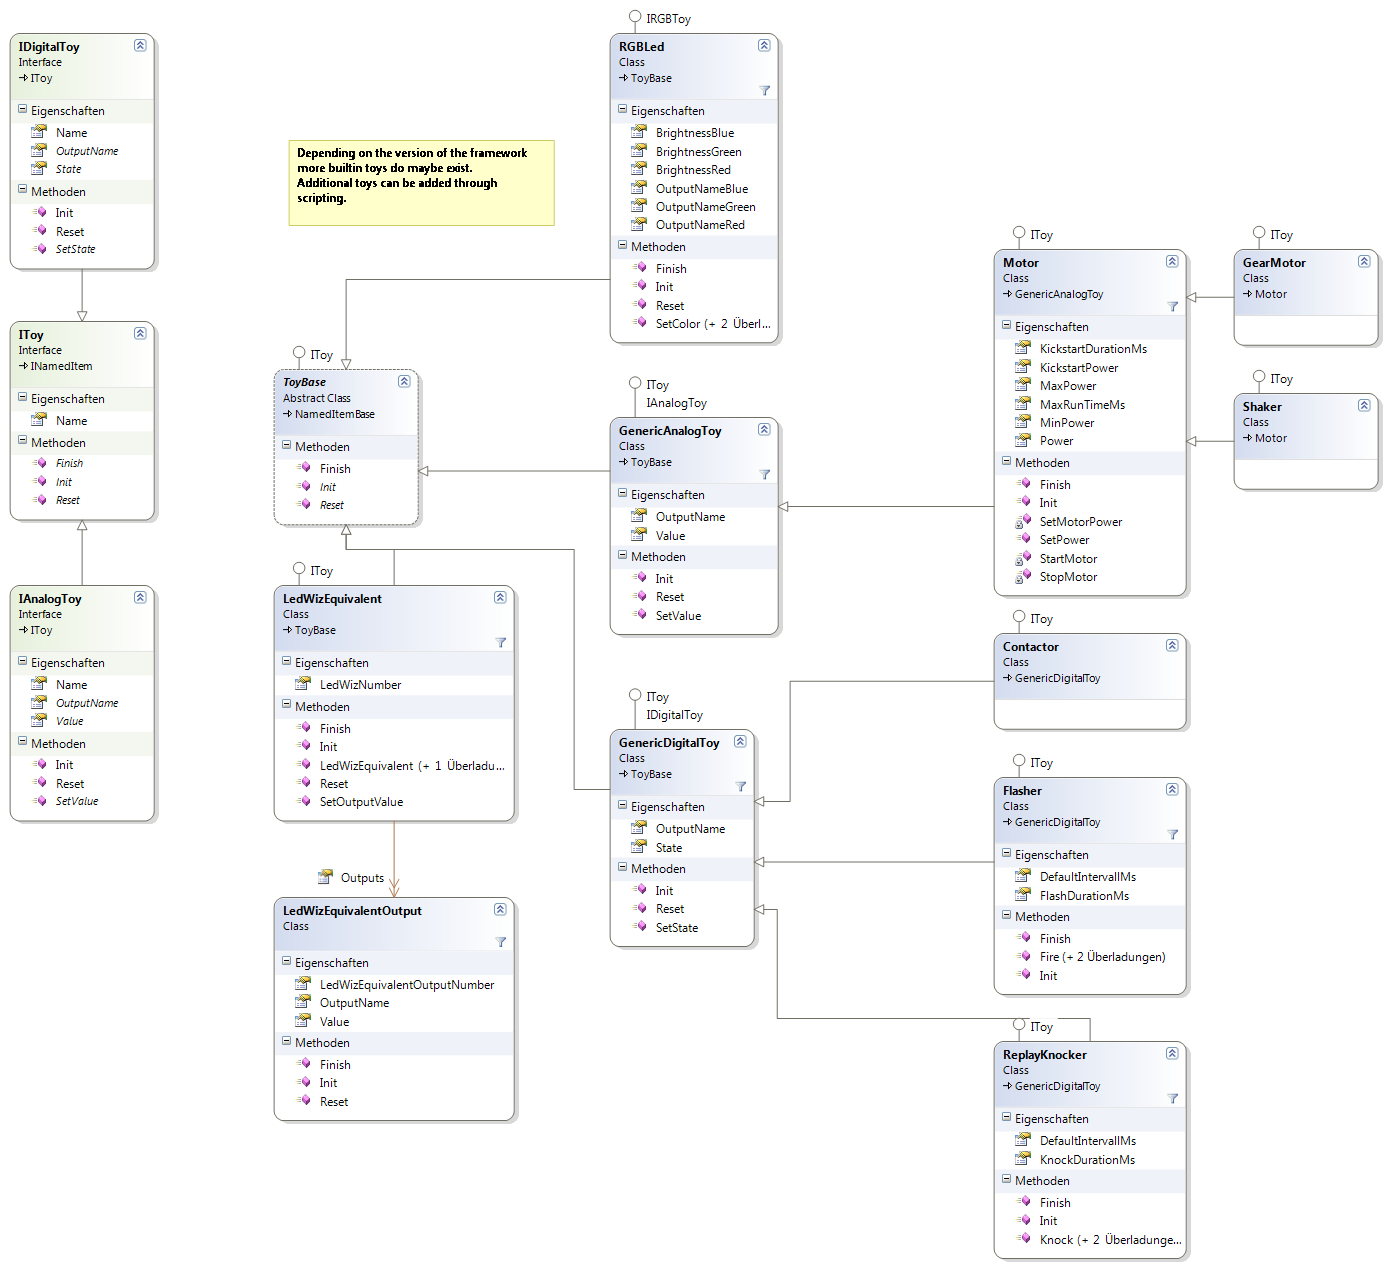 IDigitalToy
Interface
IToy
Eigenschaften
Name
OutputName
State
Methoden
Init
Reset
SetState
IToy
Interface
INamedItem
Eigenschaften
Name
Methoden
Finish
Init
Reset
IAnalogToy
Interface
IToy
Eigenschaften
Name
OutputName
Value
Methoden
Init
Reset
SetValue
Depending on the version of the framework
more builtin toys do maybe exist.
Additional toys can be added through
scripting.
IToy
ToyBase
Abstract Class
NamedItemBase
Methoden
Finish
Init
Reset
IToy
LedWizEquivalent
Class
ToyBase
Eigenschaften
LedWizNumber
Methoden
Finish
Init
LedWizEquivalent (+ 1 Überladu...
Reset
SetOutputValue
Outputs
LedWizEquivalentOutput
Class
Eigenschaften
LedWizEquivalentOutputNumber
OutputName
Value
Methoden
Finish
Init
Reset
IRGBToy
RGBLed
Class
ToyBase
Eigenschaften
BrightnessBlue
BrightnessGreen
BrightnessRed
OutputNameBlue
OutputNameGreen
OutputNameRed
Methoden
Finish
Init
Reset
SetColor (+ 2 Überl...
IToy
IAnalogToy
GenericAnalogToy
Class
ToyBase
Eigenschaften
OutputName
Value
Methoden
Init
Reset
SetValue
IToy
IDigitalToy
GenericDigitalToy
Class
ToyBase
Eigenschaften
OutputName
State
Methoden
Init
Reset
SetState
IToy
Motor
Class
GenericAnalogToy
Eigenschaften
KickstartDurationMs
KickstartPower
MaxPower
MaxRunTimeMs
MinPower
Power
Methoden
Finish
Init
SetMotorPower
SetPower
StartMotor
StopMotor
IToy
GearMotor
Class
Motor
IToy
Shaker
Class
Motor
IToy
Contactor
Class
GenericDigitalToy
IToy
Flasher
Class
GenericDigitalToy
Eigenschaften
DefaultIntervallMs
FlashDurationMs
Methoden
Finish
Fire (+ 2 Überladungen)
Init
IToy
ReplayKnocker
Class
GenericDigitalToy
Eigenschaften
DefaultIntervallMs
KnockDurationMs
Methoden
Finish
Init
Knock (+ 2 Überladunge...